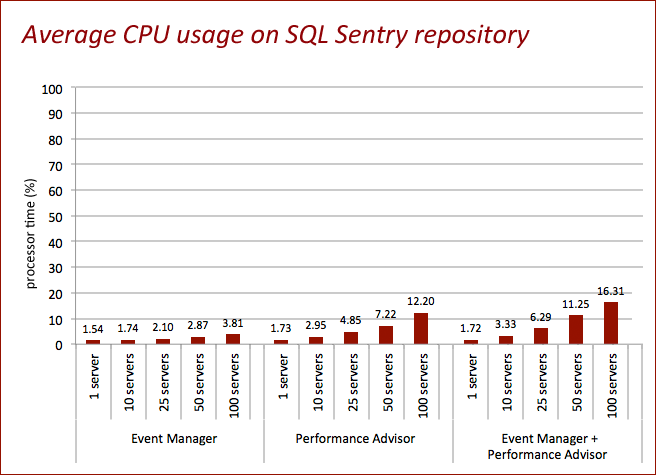 Average CPU usage on SQL Sentry repository
processor time (%)
100
90
80
70
60
50
40
30
20
10
0
1.54
1.74
2.10
2.87
3.81
1.73
2.95
4.85
7.22
12.20
1.72
3.33
6.29
11.25
16.31
1 server
10 servers
25 servers
50 servers
100 servers
1 server
10 servers
25 servers
50 servers
100 servers
1 server
10 servers
25 servers
50 servers
100 servers
Event Manager
Performance Advisor
Event Manager +
Performance Advisor